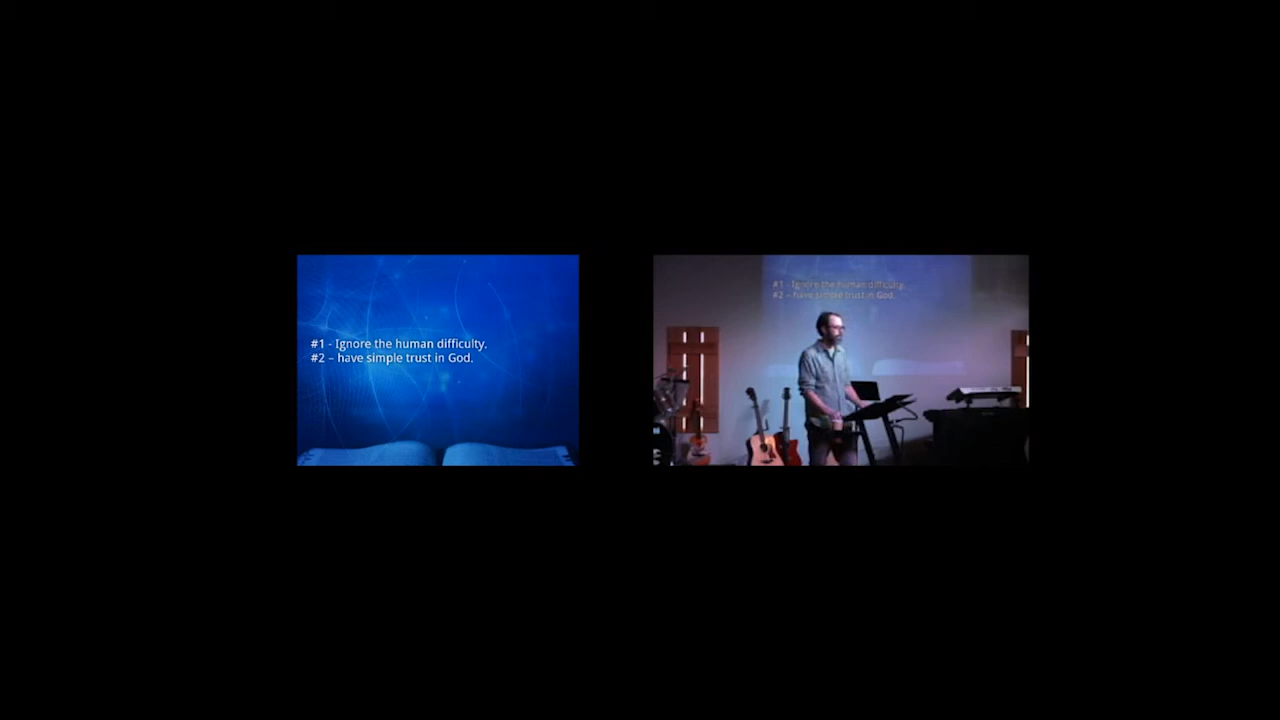 #1 - Ignore the human difficulty.
#2 – have simple trust in God.
#1 - Ignore the human difficulty.
#2 – have simple trust in God.